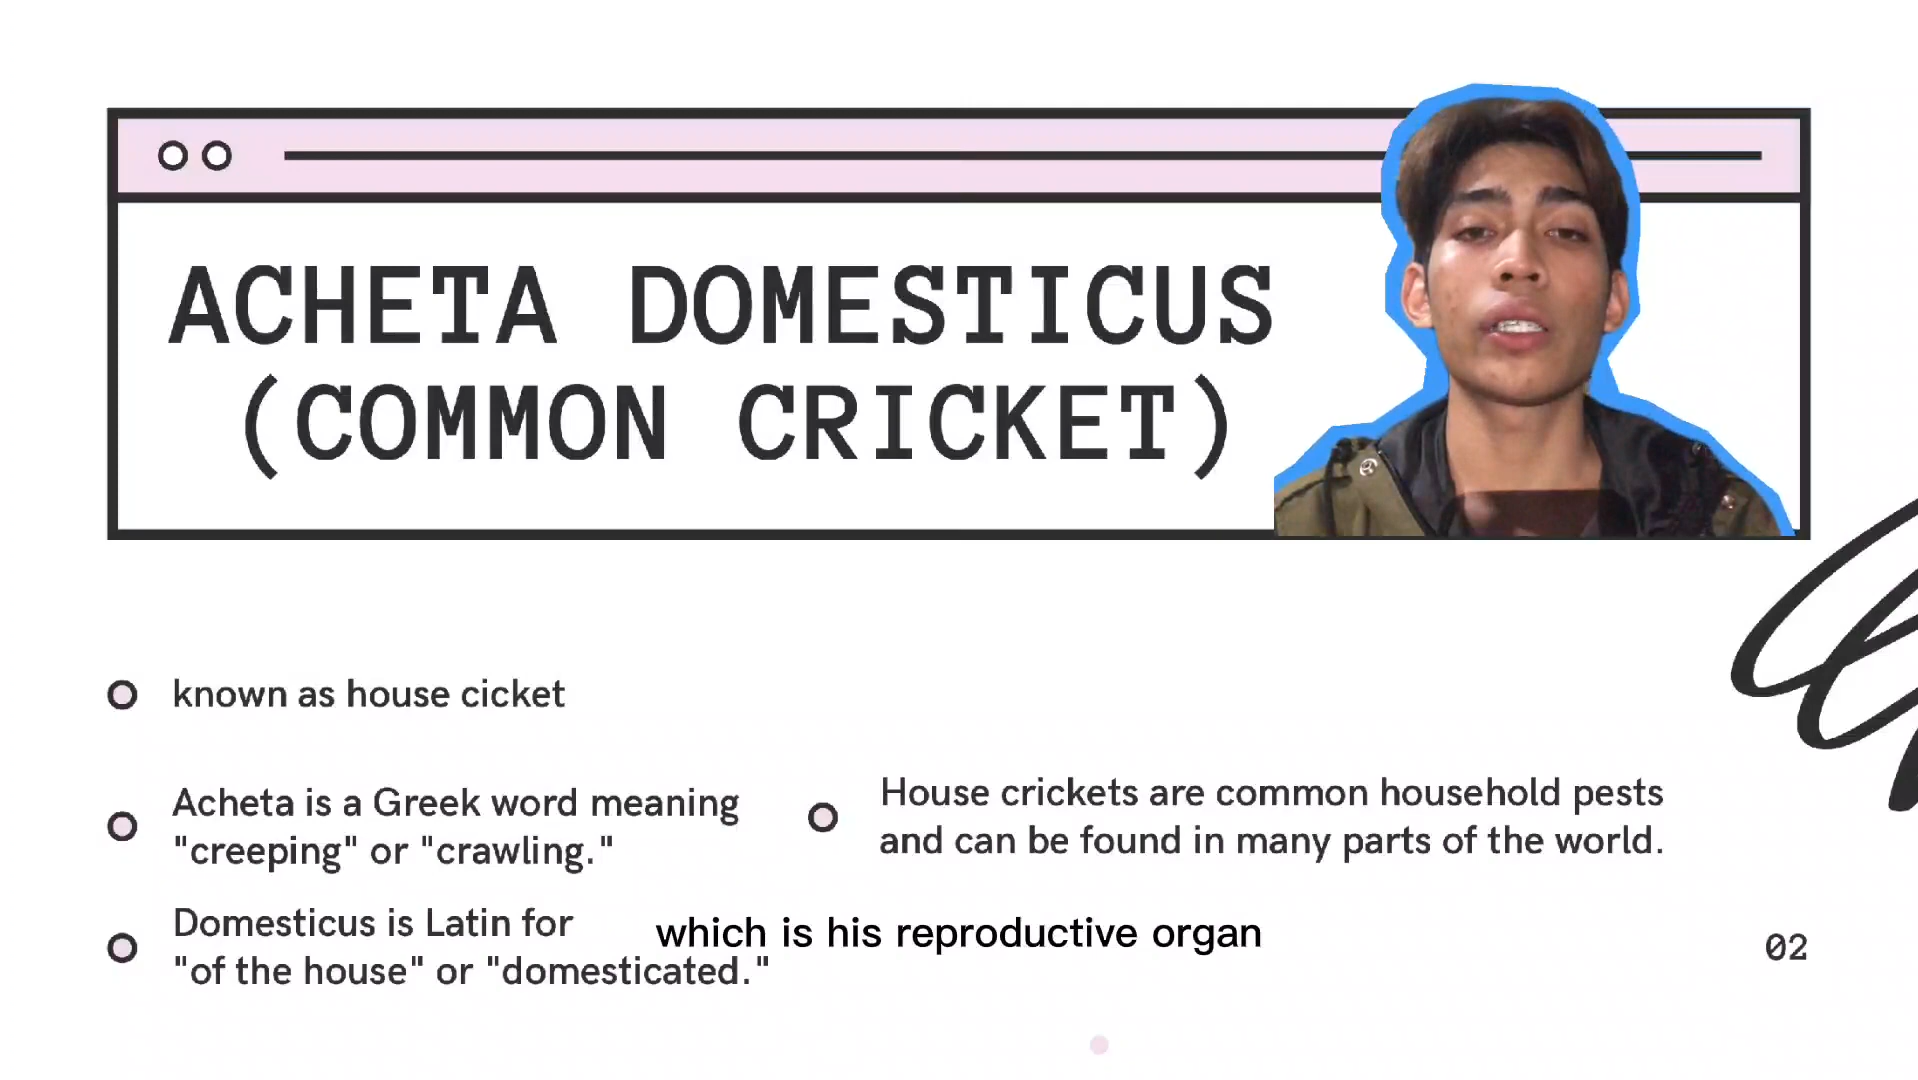 ACHETA DOMESTICUS
(COMMON CRICKET)
known as house cicket
Acheta is a Greek word meaning
"creeping" or "crawling."
Domesticus is Latin for
"of the house" or "domesticated."
House crickets are common household pests
and can be found in many parts of the world.
which is his reproductive organ
02